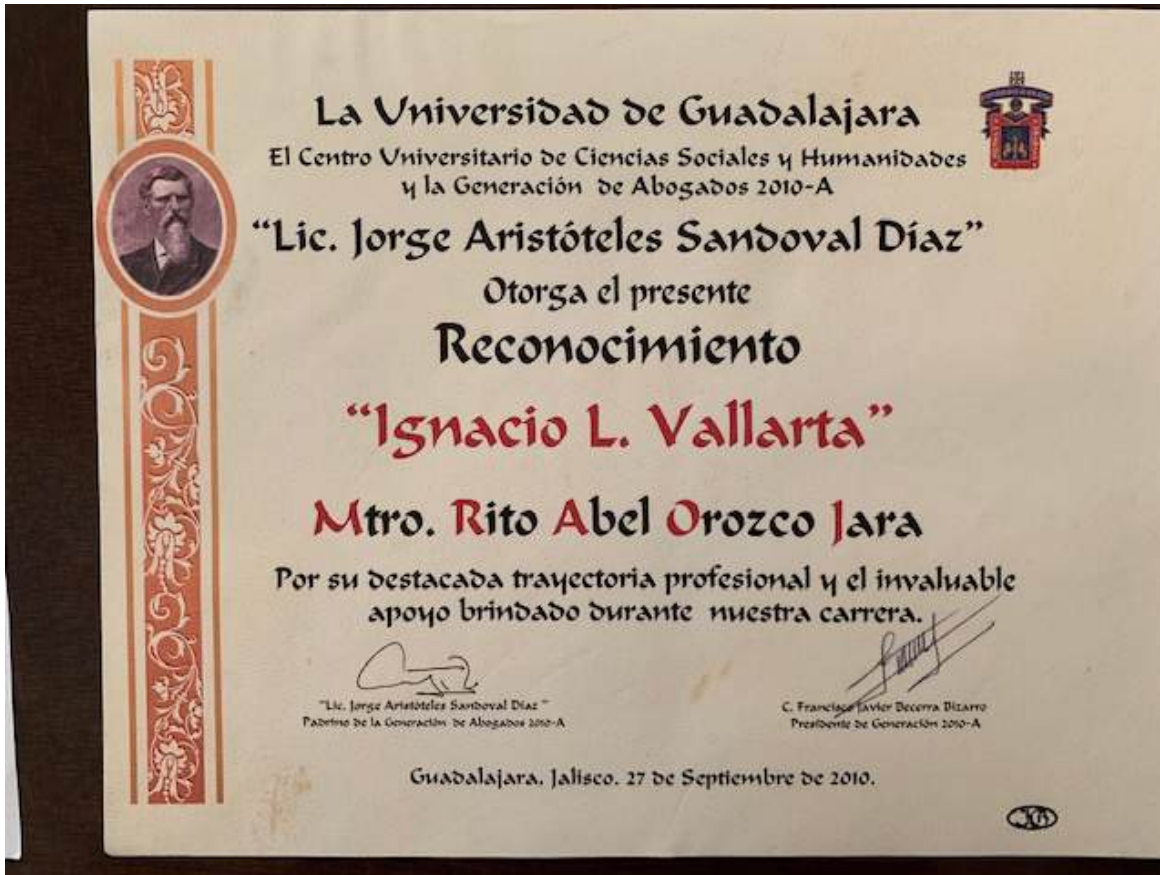 La Universidad de Guadalajara
El Centro Universitario de Ciencias Sociales y Humanidades
y la Generación de Abogados 2010-A
“Lic. Jorge Aristóteles Sandoval Díaz”
Otorga el presente
Reconocimiento
“Ignacio L. Vallarta”
Mtro. Rito Abel Orozco Jara
Por su destacada trayectoria profesional y el invaluable
apoyo brindado durante nuestra carrera.
"Lic. Jorge Aristóteles Sandoval Díaz "
Padrino de la Generación de Abogados 2010-A
C. Francisco Javier Becerra Bizarro
Presidente de Generación 2010-A
Guadalajara, Jalisco. 27 de Septiembre de 2010.